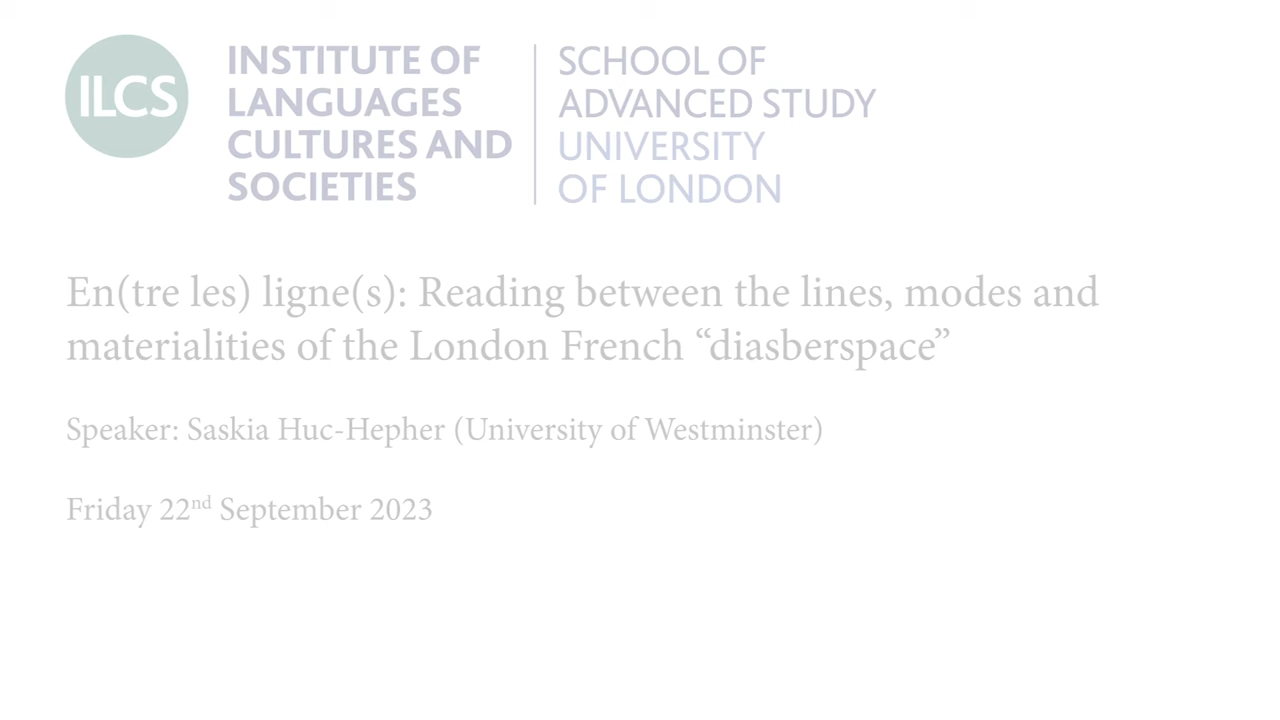 ILCS
INSTITUTE OF
LANGUAGES
CULTURES AND
SOCIETIES
SCHOOL OF
ADVANCED STUDY
UNIVERSITY
OF LONDON
En(tre les) ligne(s): Reading between the lines, modes and
materialities of the London French “diasberspace”
Speaker: Saskia Huc-Hepher (University of Westminster)
Friday 22nd September 2023